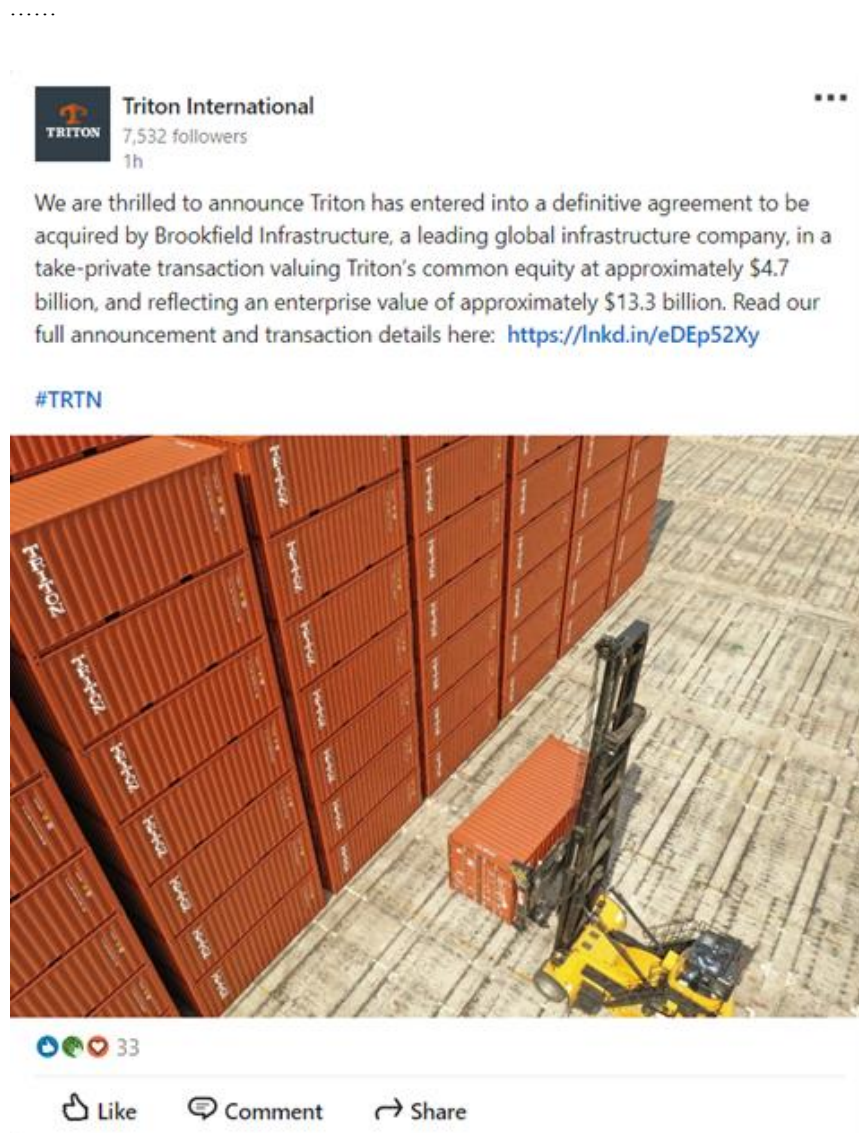 ......
Triton International
TRITON
7,532 followers
1h
We are thrilled to announce Triton has entered into a definitive agreement to be
acquired by Brookfield Infrastructure, a leading global infrastructure company, in a
take-private transaction valuing Triton’s common equity at approximately $4.7
billion, and reflecting an enterprise value of approximately $13.3 billion. Read our
full announcement and transaction details here: https://lnkd.in/eDEp52Xy
#TRTN
33
Like Comment Share